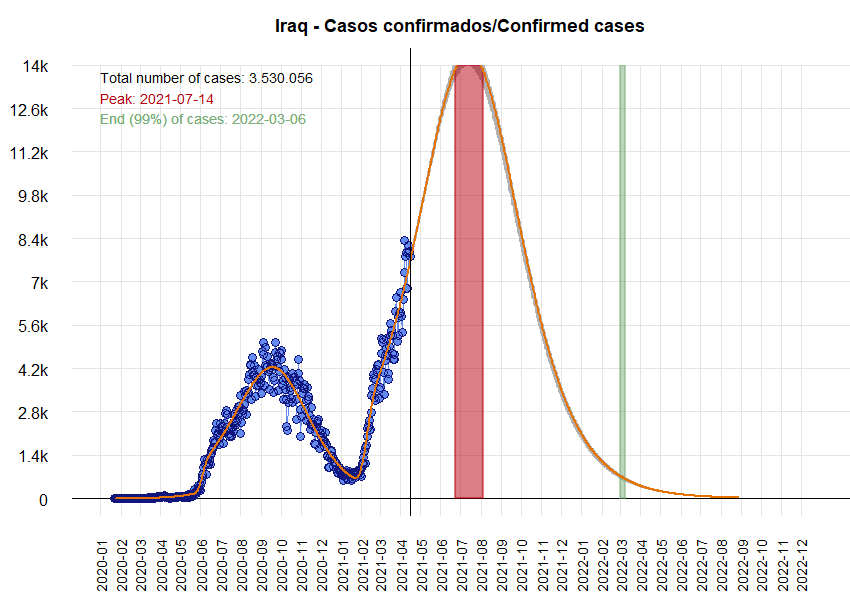 Iraq - Casos confirmados/Confirmed cases
14k
12.6k
11.2k
9.8k
8.4k
7k
5.6k
4.2k
2.8k
1.4k
0
Total number of cases: 3.530.056
Peak: 2021-07-14
End (99%) of cases: 2022-03-06
2020-01
2020-02
2020-03
2020-04
2020-05
2020-06
2020-07
2020-08
2020-09
2020-10
2020-11
2020-12
2021-01
2021-02
2021-03
2021-04
2021-05
2021-06
2021-07
2021-08
2021-09
2021-10
2021-11
2021-12
2022-01
2022-02
2022-03
2022-04
2022-05
2022-06
2022-07
2022-08
2022-09
2022-10
2022-11
2022-12